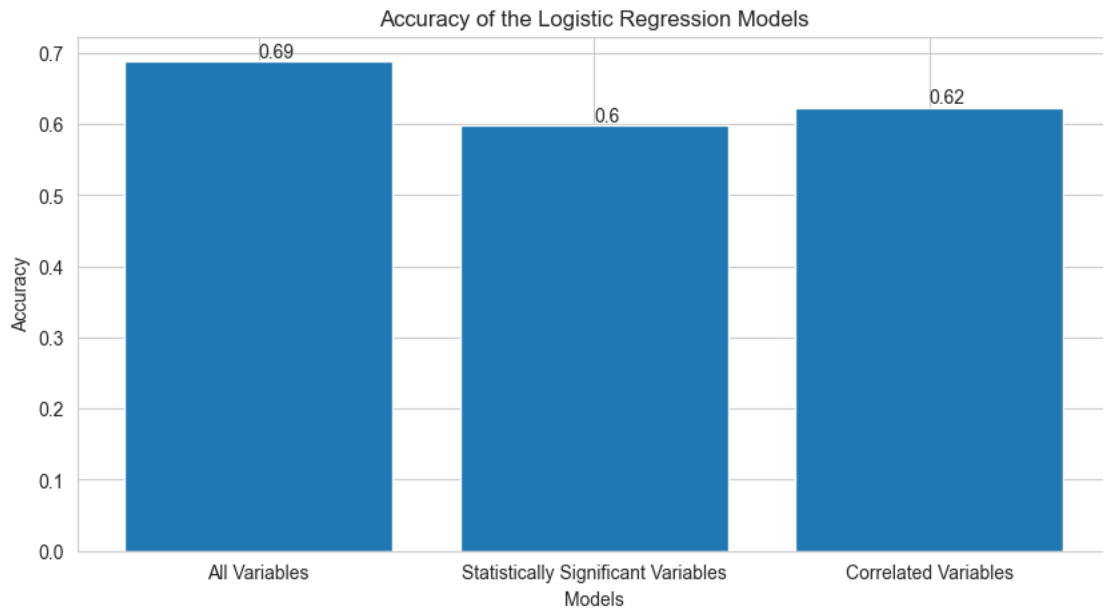 Accuracy of the Logistic Regression Models
0.7
0.6
0.5
0.4
0.3
0.2
0.1
0.0
Accuracy
0.69
0.6
0.62
All Variables
Statistically Significant Variables
Correlated Variables
Models